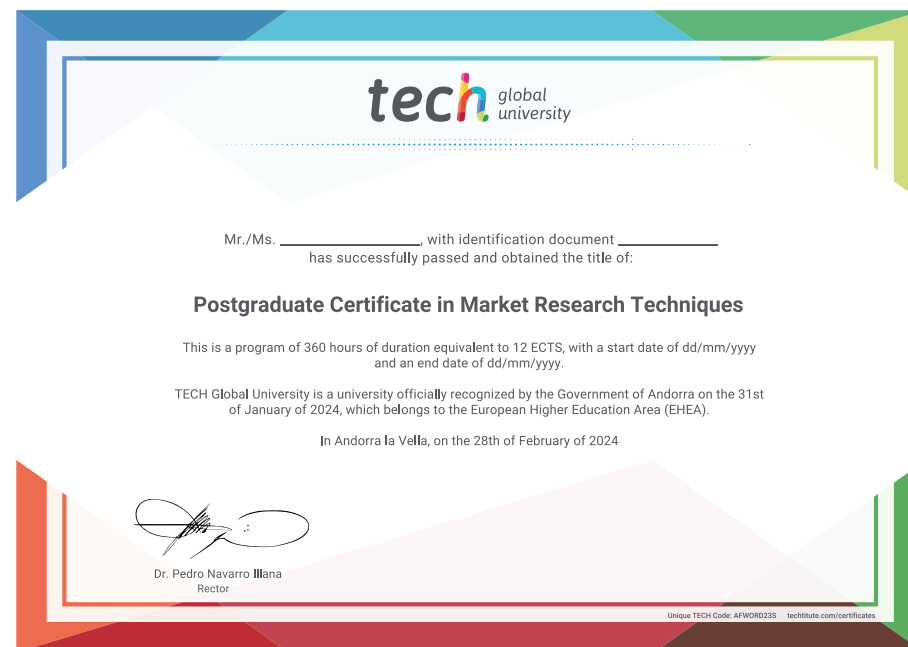 tech global
university
Mr./Ms. ____________, with identification document ____________
has successfully passed and obtained the title of:
Postgraduate Certificate in Market Research Techniques
This is a program of 360 hours of duration equivalent to 12 ECTS, with a start date of dd/mm/yyyy
and an end date of dd/mm/yyyy.
TECH Global University is a university officially recognized by the Government of Andorra on the 31st
of January of 2024, which belongs to the European Higher Education Area (EHEA).
In Andorra la Vella, on the 28th of February of 2024
Dr. Pedro Navarro Illana
Rector
Unique TECH Code: AFWORD23S techtitute.com/certificates